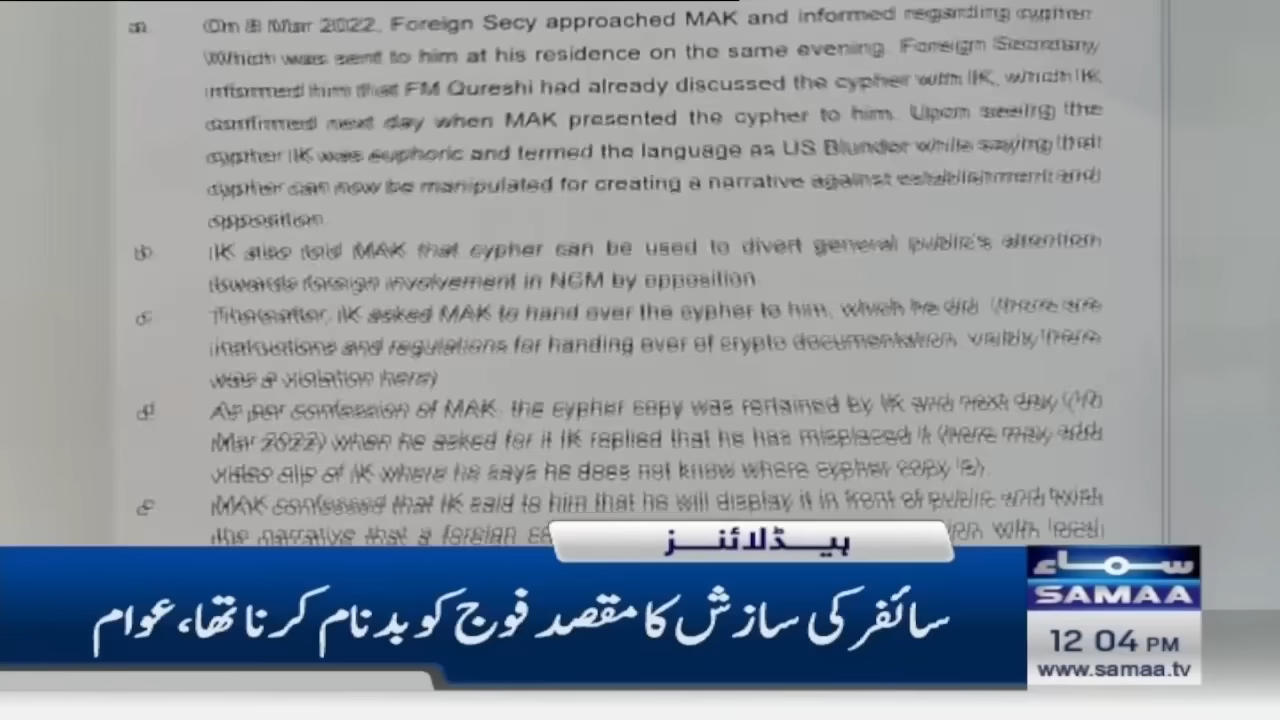 a. On 8 Mar 2022, Foreign Secy approached MAK and informed regarding cypher
which was sent to him at his residence on the same evening. Foreign Secretary
informed him that FM Qureshi had already discussed the cypher with IK, which IK
confirmed next day when MAK presented the cypher to him. Upon seeing the
cypher IK was euphoric and termed the language as US Blunder while saying that
cypher can now be manipulated for creating a narrative against establishment and
opposition.
b. IK also told MAK that cypher can be used to divert general public's attention
towards foreign involvement in NCM by opposition
c. Thereafter, IK asked MAK to hand over the cypher to him, which he did (there are
instructions and regulations for handing over of crypto documentation, visibly there
was a violation here)
d. As per confession of MAK, the cypher copy was retained by IK and next day (10
Mar 2022) when he asked for it IK replied that he has misplaced it (here may add
video clip of IK where he says he does not know where cypher copy is).
e. MAK confessed that IK said to him that he will display it in front of public and twist
the narrative that a foreign with local
ہیڈلائنز
سائفر کی سازش کا مقصد فوج کو بدنام کرنا تھا، عوام
سماء
SAMAA
12 04 PM
www.samaa.tv